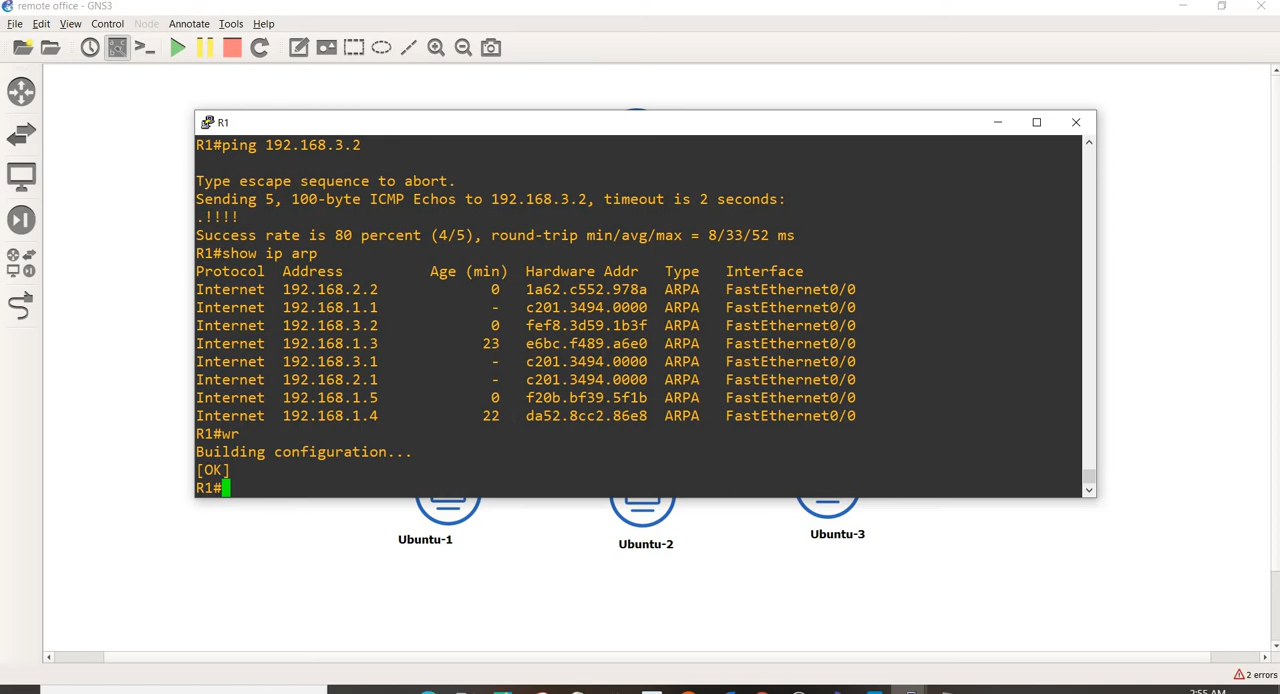 remote office - GNS3
File Edit View Control Node Annotate Tools Help
R1
R1#ping 192.168.3.2
Type escape sequence to abort.
Sending 5, 100-byte ICMP Echos to 192.168.3.2, timeout is 2 seconds:
.!!!!
Success rate is 80 percent (4/5), round-trip min/avg/max = 8/33/52 ms
R1#show ip arp
Protocol Address Age (min) Hardware Addr Type Interface
Internet 192.168.2.2 0 1a62.c552.978a ARPA FastEthernet0/0
Internet 192.168.1.1 - c201.3494.0000 ARPA FastEthernet0/0
Internet 192.168.3.2 0 fef8.3d59.1b3f ARPA FastEthernet0/0
Internet 192.168.1.3 23 e6bc.f489.a6e0 ARPA FastEthernet0/0
Internet 192.168.3.1 - c201.3494.0000 ARPA FastEthernet0/0
Internet 192.168.2.1 - c201.3494.0000 ARPA FastEthernet0/0
Internet 192.168.1.5 0 f20b.bf39.5f1b ARPA FastEthernet0/0
Internet 192.168.1.4 22 da52.8cc2.86e8 ARPA FastEthernet0/0
R1#wr
Building configuration...
[OK]
R1#
Ubuntu-1
Ubuntu-2
Ubuntu-3
2 errors
2:55 AM